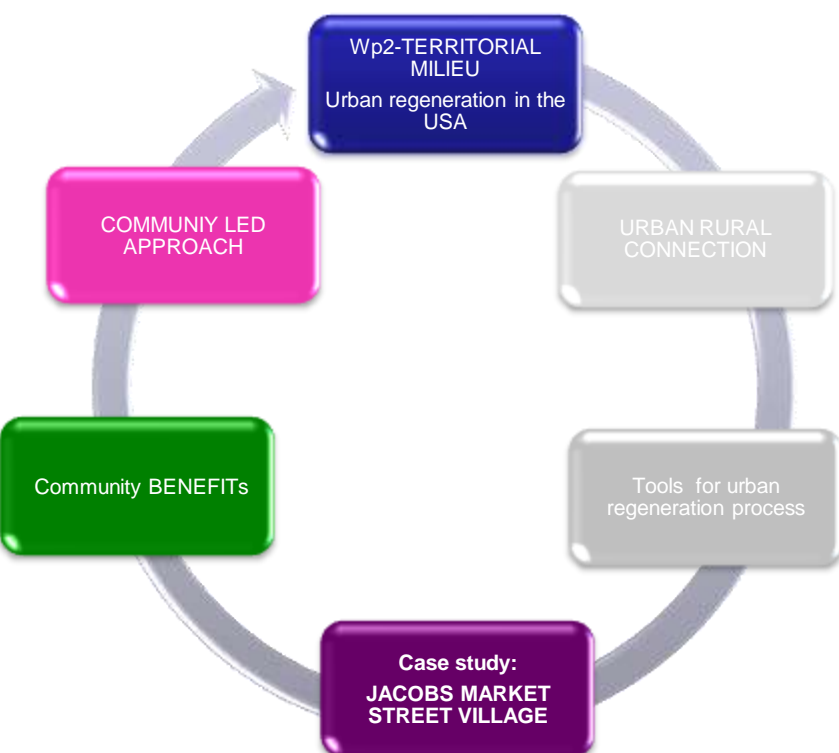 Wp2-TERRITORIAL
MILIEU
Urban regeneration in the
USA
URBAN RURAL
CONNECTION
Tools for urban
regeneration process
Case study:
JACOBS MARKET
STREET VILLAGE
Community BENEFITs
COMMUNIY LED
APPROACH